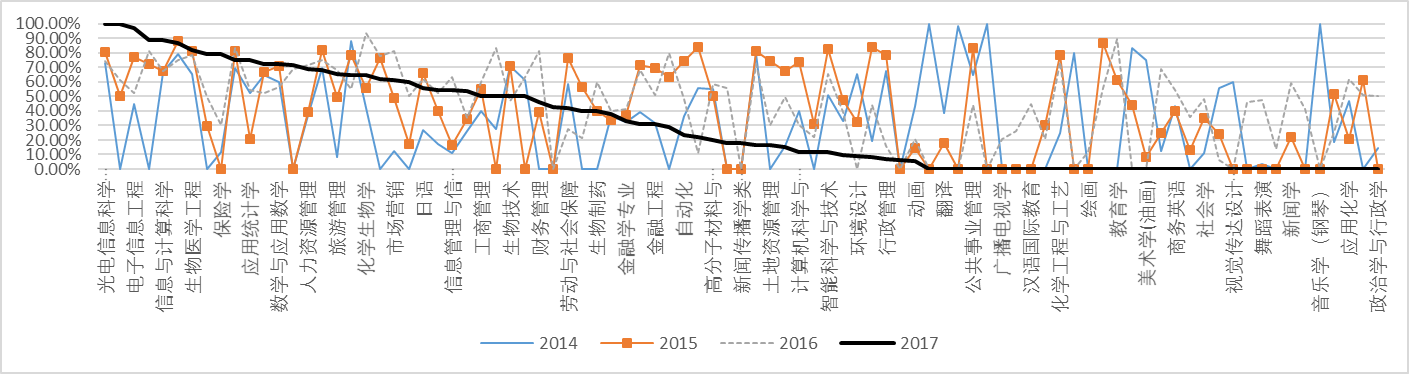 100.00%
90.00%
80.00%
70.00%
60.00%
50.00%
40.00%
30.00%
20.00%
10.00%
0.00%
光电信息科学…
电子信息工程
信息与计算科学
生物医学工程
保险学
应用统计学
数学与应用数学
人力资源管理
旅游管理
化学生物学
市场营销
日语
信息管理与信…
工商管理
生物技术
财务管理
劳动与社会保障
生物制药
金融学专业
金融工程
自动化
高分子材料与…
新闻传播学类
土地资源管理
计算机科学与…
智能科学与技术
环境设计
行政管理
动画
翻译
公共事业管理
广播电视学
汉语国际教育
化学工程与工艺
绘画
教育学
美术学(油画)
商务英语
社会学
视觉传达设计
舞蹈表演
新闻学
音乐学（钢琴）
应用化学
政治学与行政学
2014
2015
2016
2017